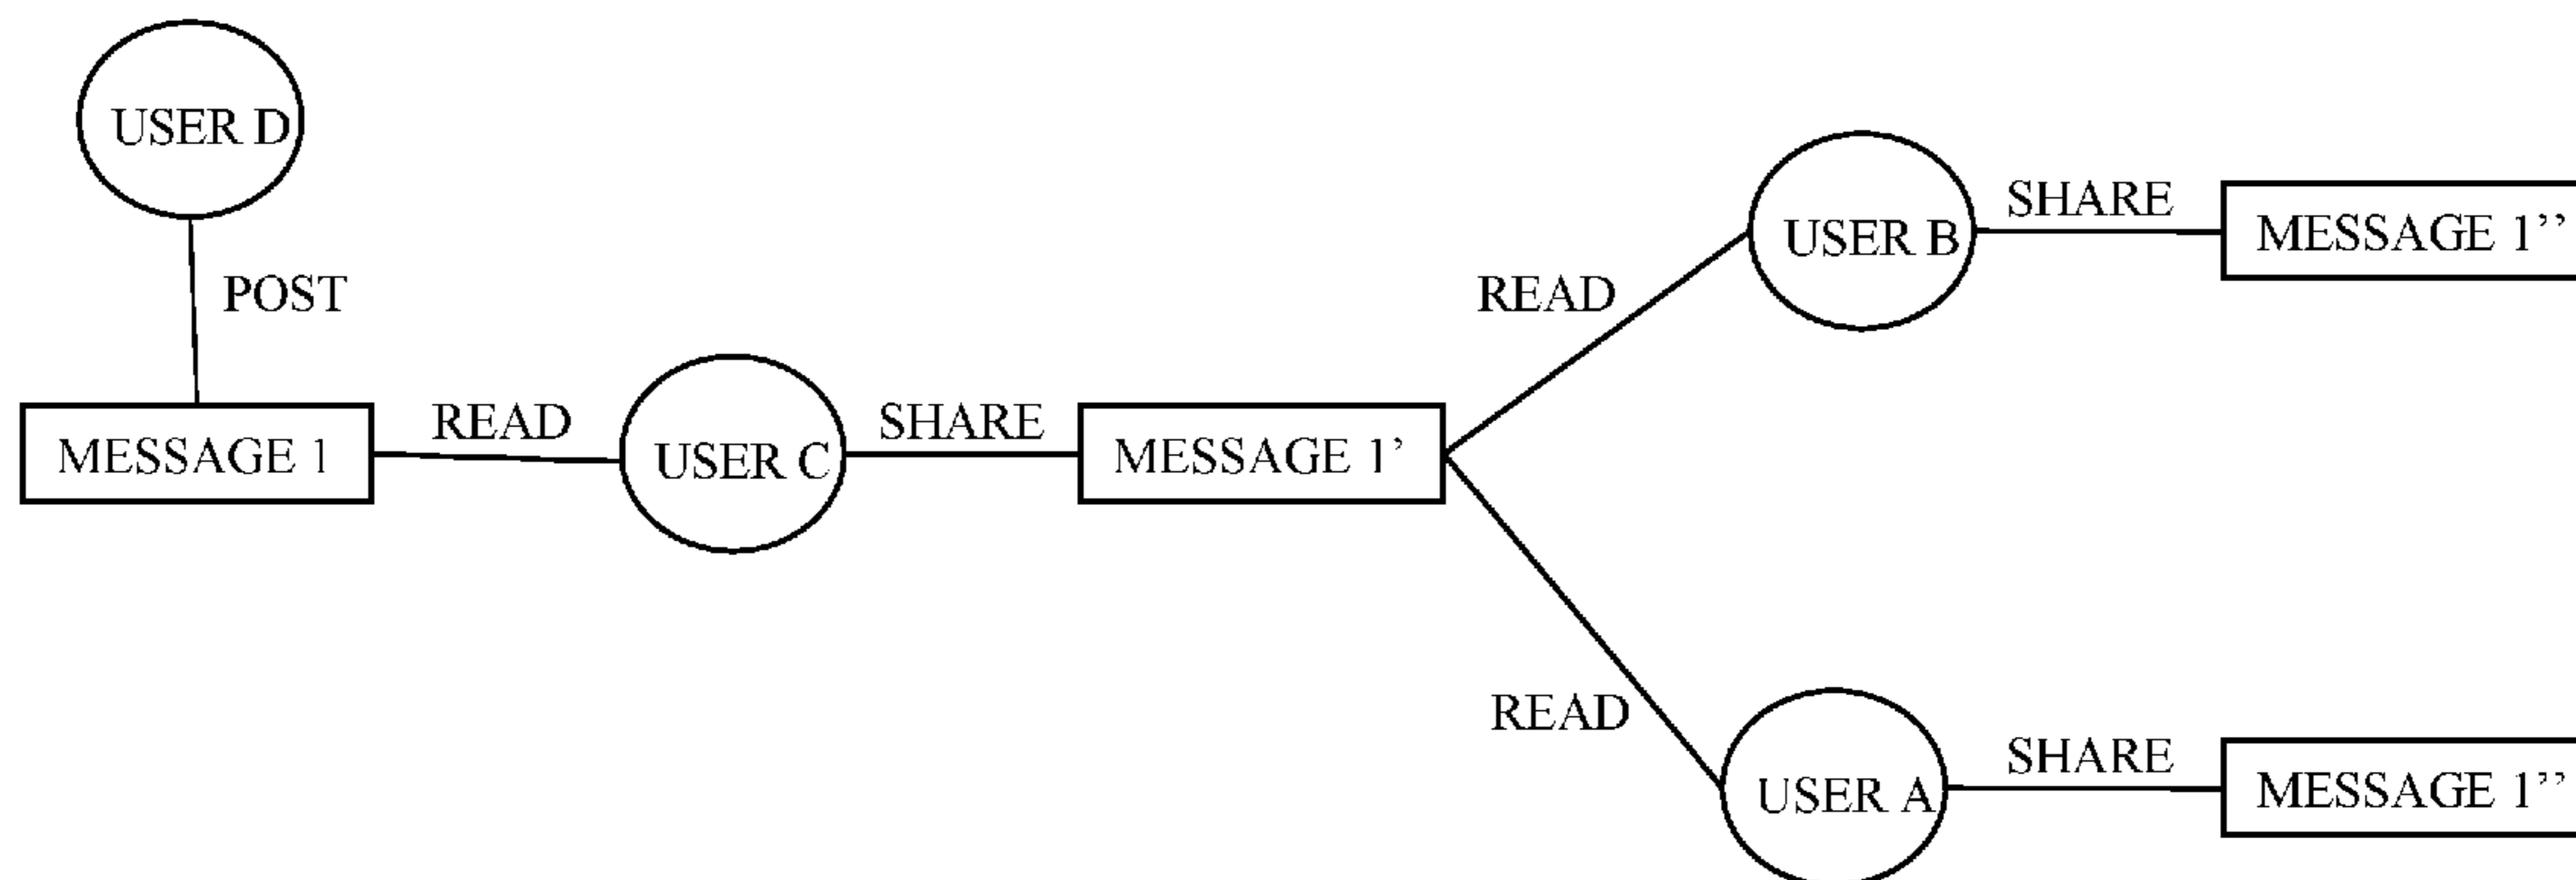 USER D
POST
MESSAGE 1
READ
USER C
SHARE
MESSAGE 1’
READ
USER B
SHARE
MESSAGE 1’’
READ
USER A
SHARE
MESSAGE 1’’